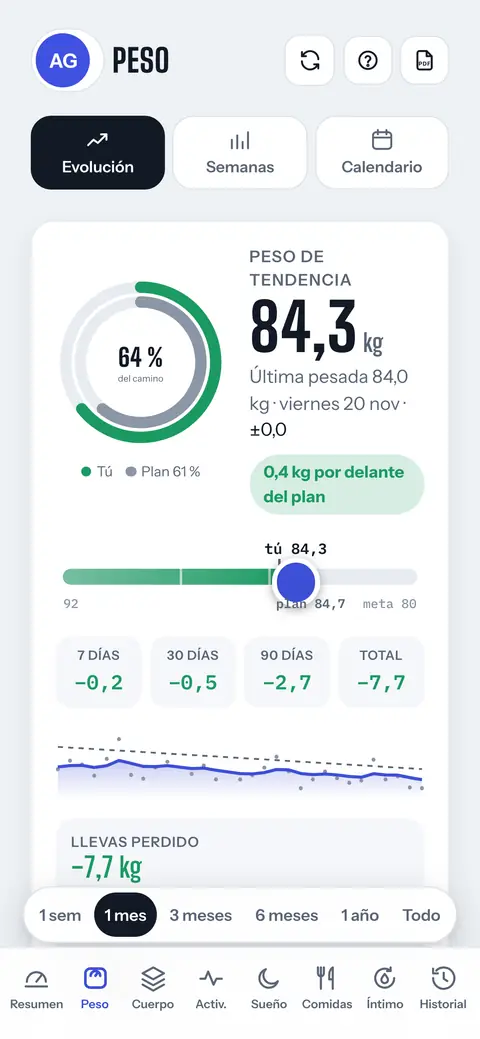 AG PESO
PDF
Evolución Semanas Calendario
PESO DE
TENDENCIA
84,3 kg
64 %
del camino
Última pesada 84,0
kg · viernes 20 nov ·
±0,0
Tú Plan 61 %
0,4 kg por delante
del plan
tú 84,3
92 plan 84,7 meta 80
7 DÍAS 30 DÍAS 90 DÍAS TOTAL
−0,2 −0,5 −2,7 −7,7
LLEVAS PERDIDO
−7,7 kg
1 sem 1 mes 3 meses 6 meses 1 año Todo
Resumen Peso Cuerpo Activ. Sueño Comidas Íntimo Historial